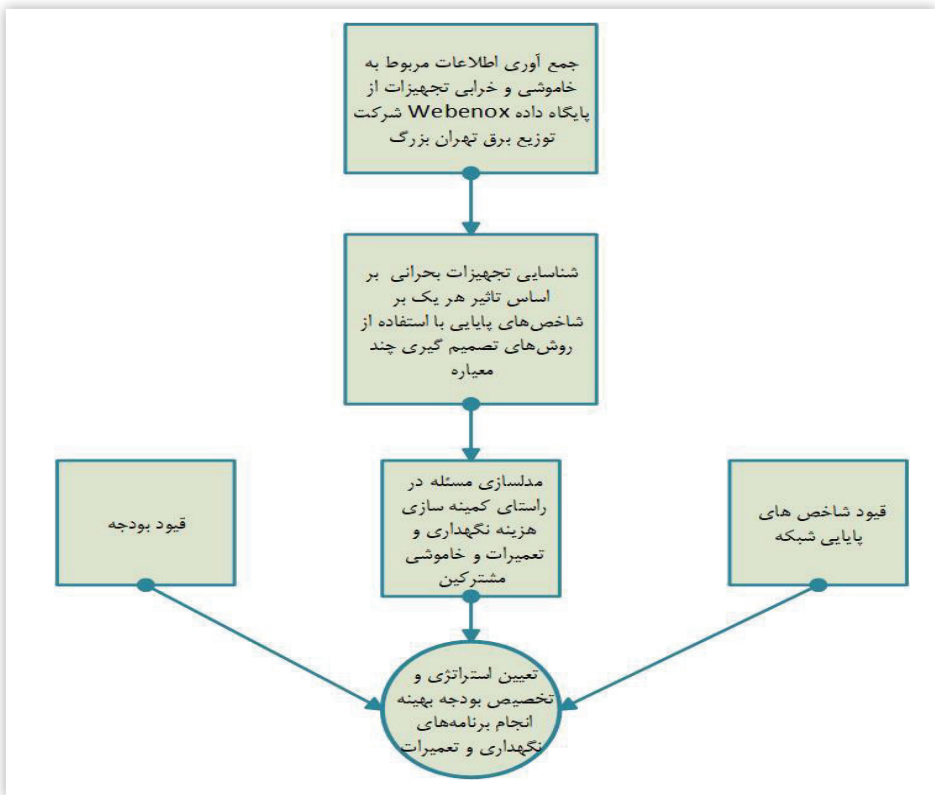 جمع آوری اطلاعات مربوط به
خاموشی و خرابی تجهیزات از
پایگاه داده Webenox شرکت
توزیع برق تهران بزرگ
شناسایی تجهیزات بحرانی بر
اساس تاثیر هر یک بر
شاخص‌های پایایی با استفاده از
روش‌های تصمیم گیری چند
معیاره
قیود شاخص های
پایایی شبکه
مدلسازی مسئله در
راستای کمینه سازی
هزینه نگهداری و
تعمیرات و خاموشی
مشترکین
قیود بودجه
تعیین استراتژی و
تخصیص بودجه بهینه
انجام برنامه‌های
نگهداری و تعمیرات